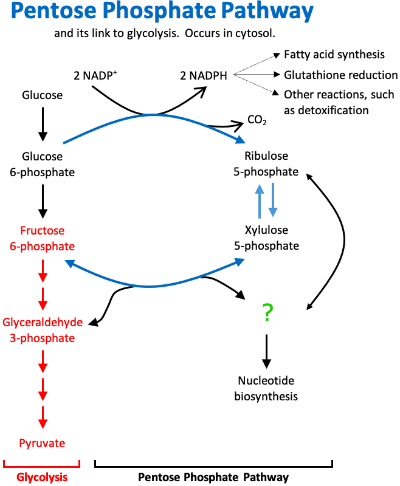 Pentose Phosphate Pathway
and its link to glycolysis. Occurs in cytosol.
2 NADP⁺
2 NADPH
Fatty acid synthesis
Glutathione reduction
Other reactions, such
as detoxification
Glucose
CO₂
Glucose
6-phosphate
Ribulose
5-phosphate
Fructose
6-phosphate
Xylulose
5-phosphate
?
Glyceraldehyde
3-phosphate
Nucleotide
biosynthesis
Pyruvate
Glycolysis
Pentose Phosphate Pathway